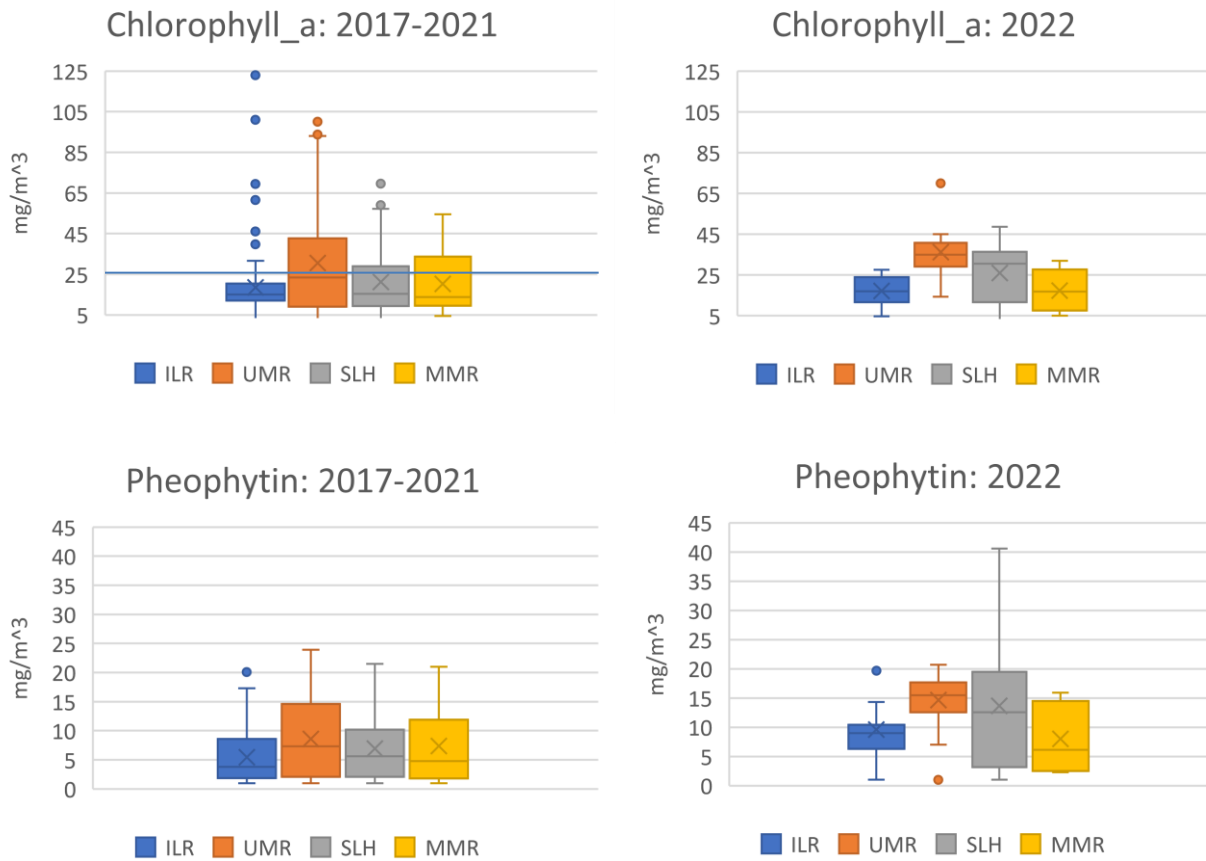 Chlorophyll_a: 2017-2021
mg/m^3
125
105
85
65
45
25
5
ILR UMR SLH MMR
Chlorophyll_a: 2022
mg/m^3
125
105
85
65
45
25
5
ILR UMR SLH MMR
Pheophytin: 2017-2021
mg/m^3
45
40
35
30
25
20
15
10
5
0
ILR UMR SLH MMR
Pheophytin: 2022
mg/m^3
45
40
35
30
25
20
15
10
5
0
ILR UMR SLH MMR